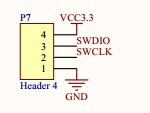 P7
VCC3.3
4
3 SWDIO
2 SWCLK
1
Header 4
GND